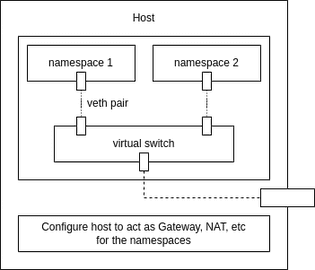 Host
namespace 1
namespace 2
veth pair
virtual switch
Configure host to act as Gateway, NAT, etc
for the namespaces